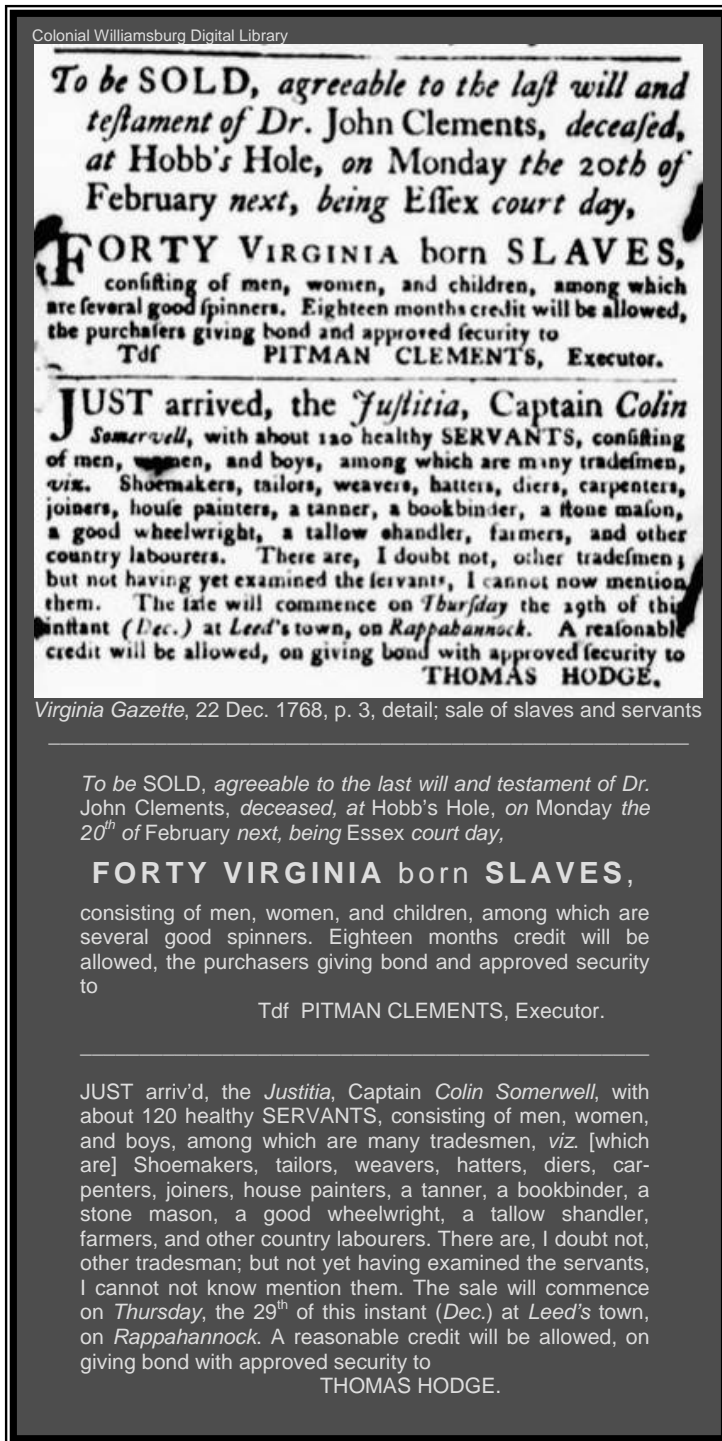 Colonial Williamsburg Digital Library
To be SOLD, agreeable to the laſt will and
teſtament of Dr. John Clements, deceaſed,
at Hobb's Hole, on Monday the 20th of
February next, being Eſſex court day,
FORTY VIRGINIA born SLAVES,
conſiſting of men, women, and children, among which
are ſeveral good ſpinners. Eighteen months credit will be allowed,
the purchaſers giving bond and approved ſecurity to
Tdſ PITMAN CLEMENTS, Executor.
JUST arrived, the Juſtitia, Captain Colin
Somervell, with about 120 healthy SERVANTS, conſiſting
of men, women, and boys, among which are many tradeſmen,
viz. Shoemakers, tailors, weavers, hatters, diers, carpenters,
joiners, houſe painters, a tanner, a bookbinder, a ſtone maſon,
a good wheelwright, a tallow chandler, farmers, and other
country labourers. There are, I doubt not, other tradeſmen;
but not having yet examined the ſervants, I cannot now mention
them. The ſale will commence on Thurſday the 29th of this
inſtant (Dec.) at Leed's town, on Rappahannock. A reaſonable
credit will be allowed, on giving bond with approved ſecurity to
THOMAS HODGE.
Virginia Gazette, 22 Dec. 1768, p. 3, detail; sale of slaves and servants
To be SOLD, agreeable to the last will and testament of Dr.
John Clements, deceased, at Hobb's Hole, on Monday the
20th of February next, being Essex court day,
FORTY VIRGINIA born SLAVES,
consisting of men, women, and children, among which are
several good spinners. Eighteen months credit will be
allowed, the purchasers giving bond and approved security
to
Tdf PITMAN CLEMENTS, Executor.
JUST arriv'd, the Justitia, Captain Colin Somerwell, with
about 120 healthy SERVANTS, consisting of men, women,
and boys, among which are many tradesmen, viz. [which
are] Shoemakers, tailors, weavers, hatters, diers, car-
penters, joiners, house painters, a tanner, a bookbinder, a
stone mason, a good wheelwright, a tallow shandler,
farmers, and other country labourers. There are, I doubt not,
other tradesman; but not yet having examined the servants,
I cannot not know mention them. The sale will commence
on Thursday, the 29th of this instant (Dec.) at Leed's town,
on Rappahannock. A reasonable credit will be allowed, on
giving bond with approved security to
THOMAS HODGE.